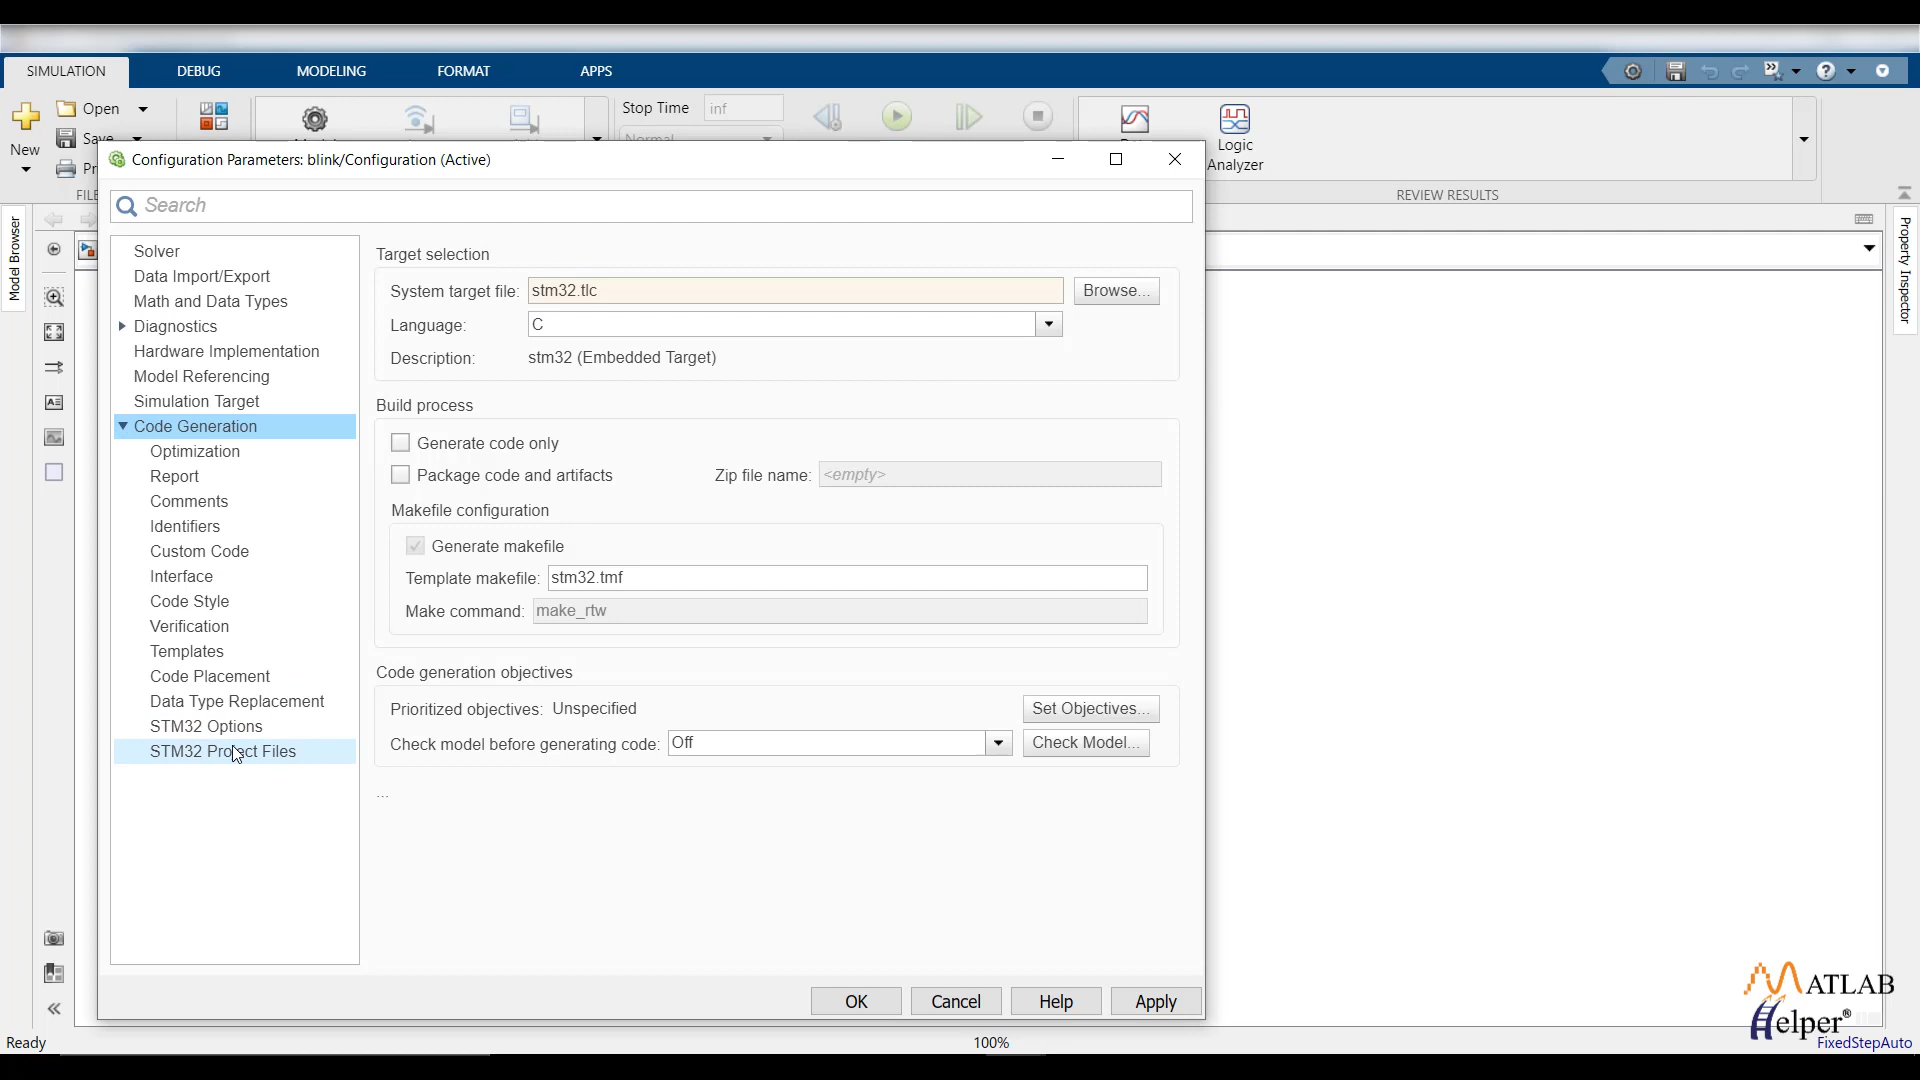 SIMULATION DEBUG MODELING FORMAT APPS
New
Open
Save
Stop Time inf
Normal
Logic
Analyzer
REVIEW RESULTS
Model Browser
Property Inspector
Configuration Parameters: blink/Configuration (Active)
Search
Solver
Data Import/Export
Math and Data Types
Diagnostics
Hardware Implementation
Model Referencing
Simulation Target
Code Generation
Optimization
Report
Comments
Identifiers
Custom Code
Interface
Code Style
Verification
Templates
Code Placement
Data Type Replacement
STM32 Options
STM32 Project Files
Target selection
System target file: stm32.tlc Browse...
Language: C
Description: stm32 (Embedded Target)
Build process
Generate code only
Package code and artifacts Zip file name: <empty>
Makefile configuration
Generate makefile
Template makefile: stm32.tmf
Make command: make_rtw
Code generation objectives
Prioritized objectives: Unspecified Set Objectives...
Check model before generating code: Off Check Model...
...
OK Cancel Help Apply
MATLAB
Helper®
Ready 100% FixedStepAuto